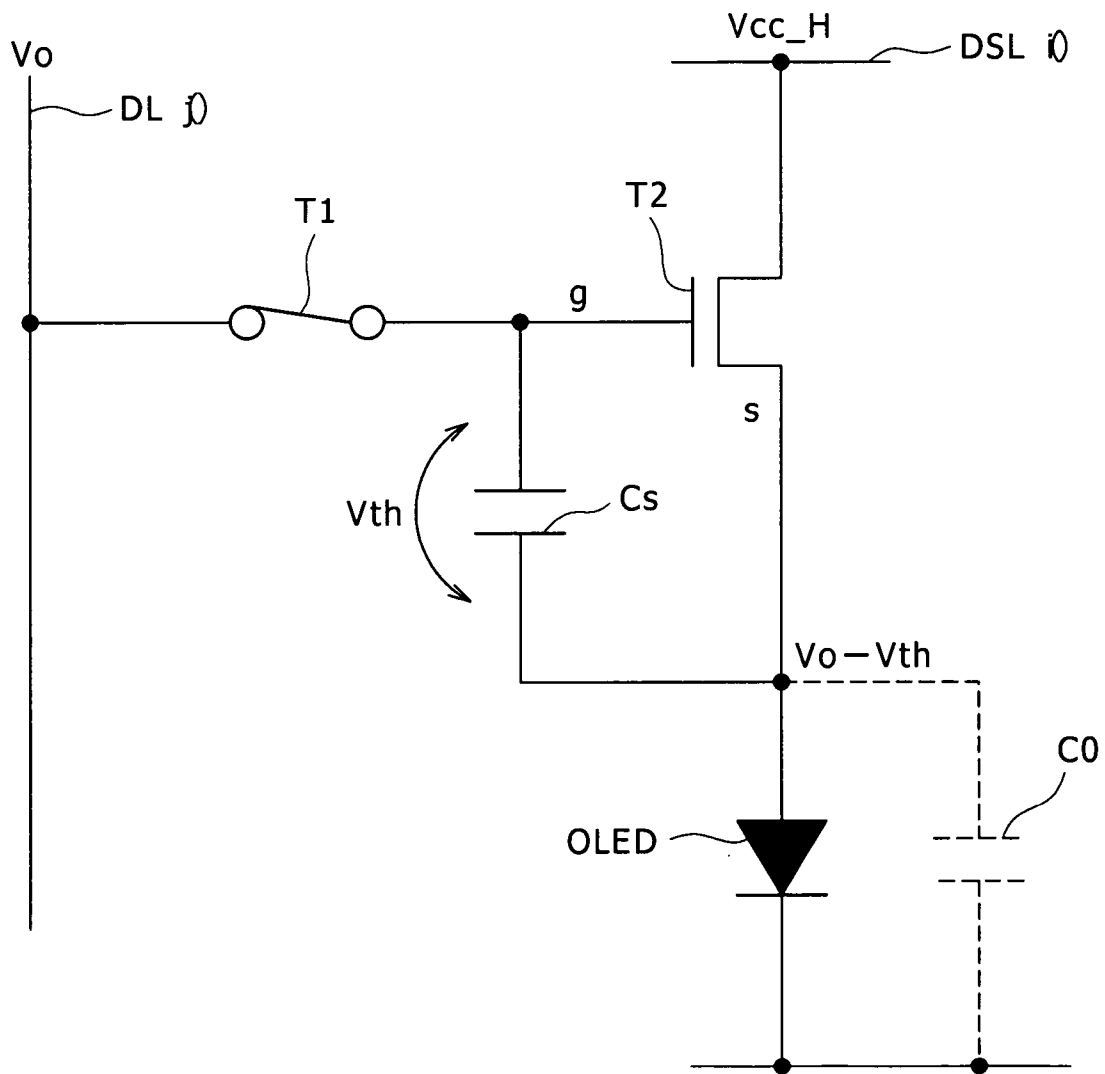 Vcc_H
DSL i()
Vo
DL j()
T1
T2
g
s
Vth
Cs
Vo−Vth
C0
OLED